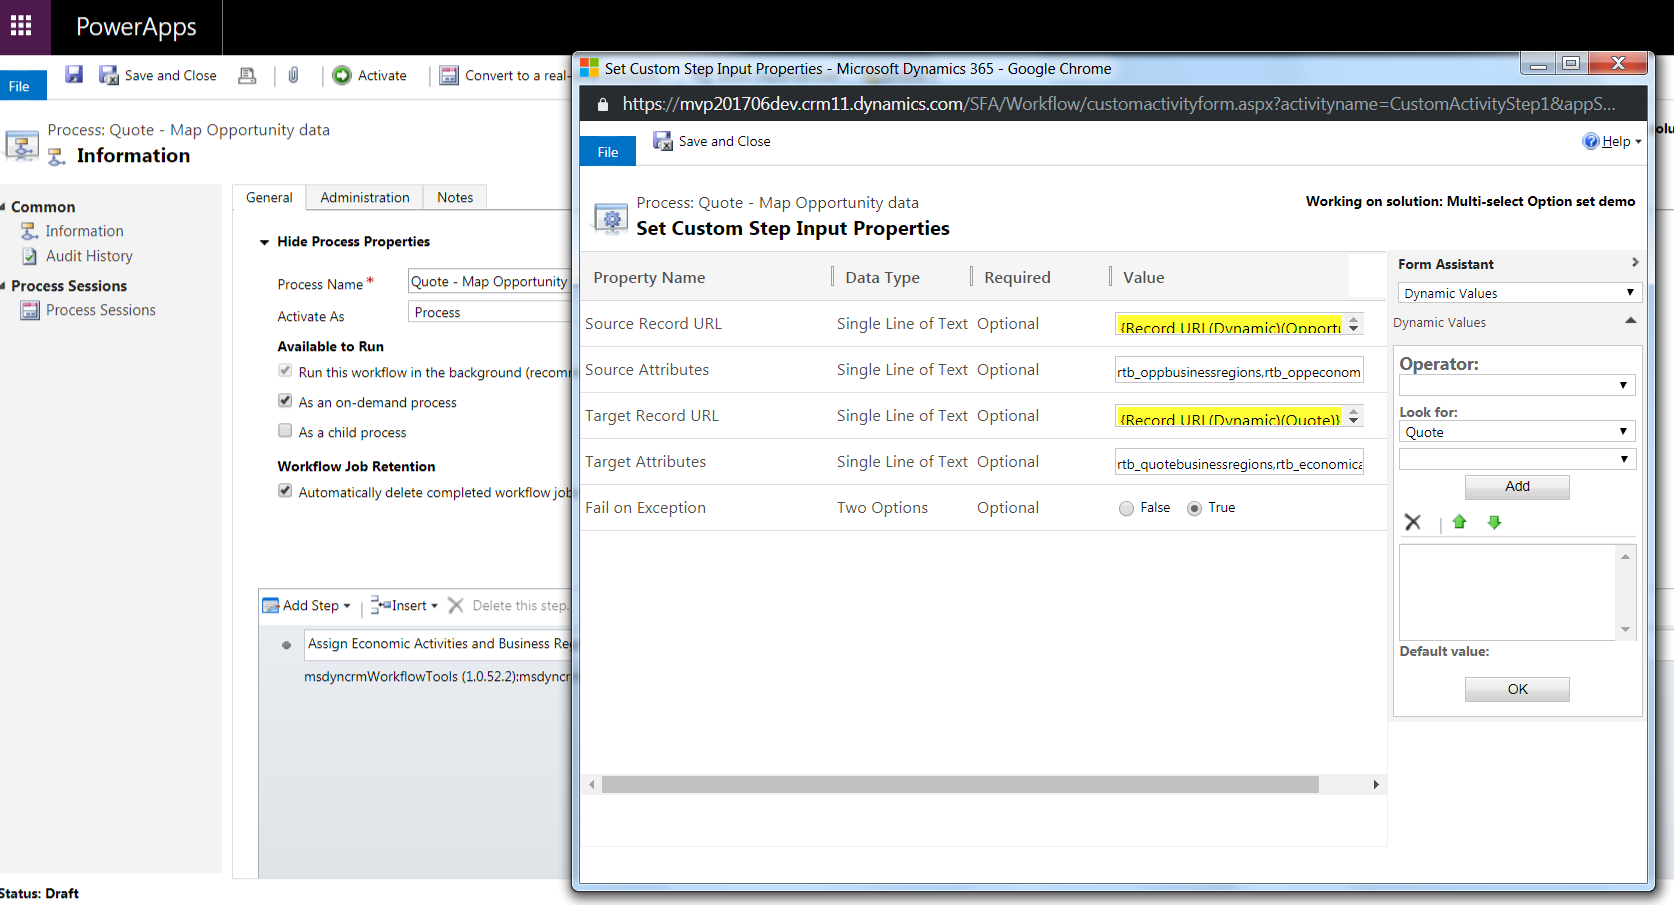 PowerApps
File
Save and Close
Activate
Convert to a real-
Process: Quote - Map Opportunity data
Information
Common
Information
Audit History
Process Sessions
Process Sessions
General
Administration
Notes
Hide Process Properties
Process Name *
Quote - Map Opportunity
Activate As
Process
Available to Run
Run this workflow in the background (recom
As an on-demand process
As a child process
Workflow Job Retention
Automatically delete completed workflow job
Add Step
Insert
Delete this step.
Assign Economic Activities and Business Re
msdyncrmWorkflowTools (1.0.52.2):msdyncr
Status: Draft
Set Custom Step Input Properties - Microsoft Dynamics 365 - Google Chrome
https://mvp201706dev.crm11.dynamics.com/SFA/Workflow/customactivityform.aspx?activityname=CustomActivityStep1&appS...
File
Save and Close
Help
Process: Quote - Map Opportunity data
Set Custom Step Input Properties
Working on solution: Multi-select Option set demo
Property Name
Data Type
Required
Value
Source Record URL
Single Line of Text
Optional
{Record URL(Dynamic)(Opportu
Source Attributes
Single Line of Text
Optional
rtb_oppbusinessregions,rtb_oppeconom
Target Record URL
Single Line of Text
Optional
{Record URL(Dynamic)(Quote)}
Target Attributes
Single Line of Text
Optional
rtb_quotebusinessregions,rtb_economica
Fail on Exception
Two Options
Optional
False
True
Form Assistant
Dynamic Values
Dynamic Values
Operator:
Look for:
Quote
Add
Default value:
OK
olu